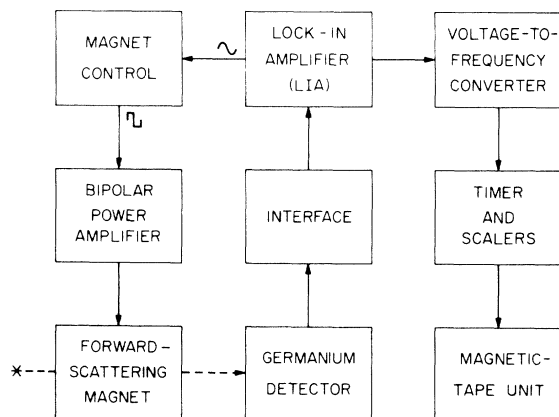 MAGNET
CONTROL
LOCK-IN
AMPLIFIER
(LIA)
VOLTAGE-TO-
FREQUENCY
CONVERTER
BIPOLAR
POWER
AMPLIFIER
INTERFACE
TIMER
AND
SCALERS
FORWARD-
SCATTERING
MAGNET
GERMANIUM
DETECTOR
MAGNETIC-
TAPE UNIT